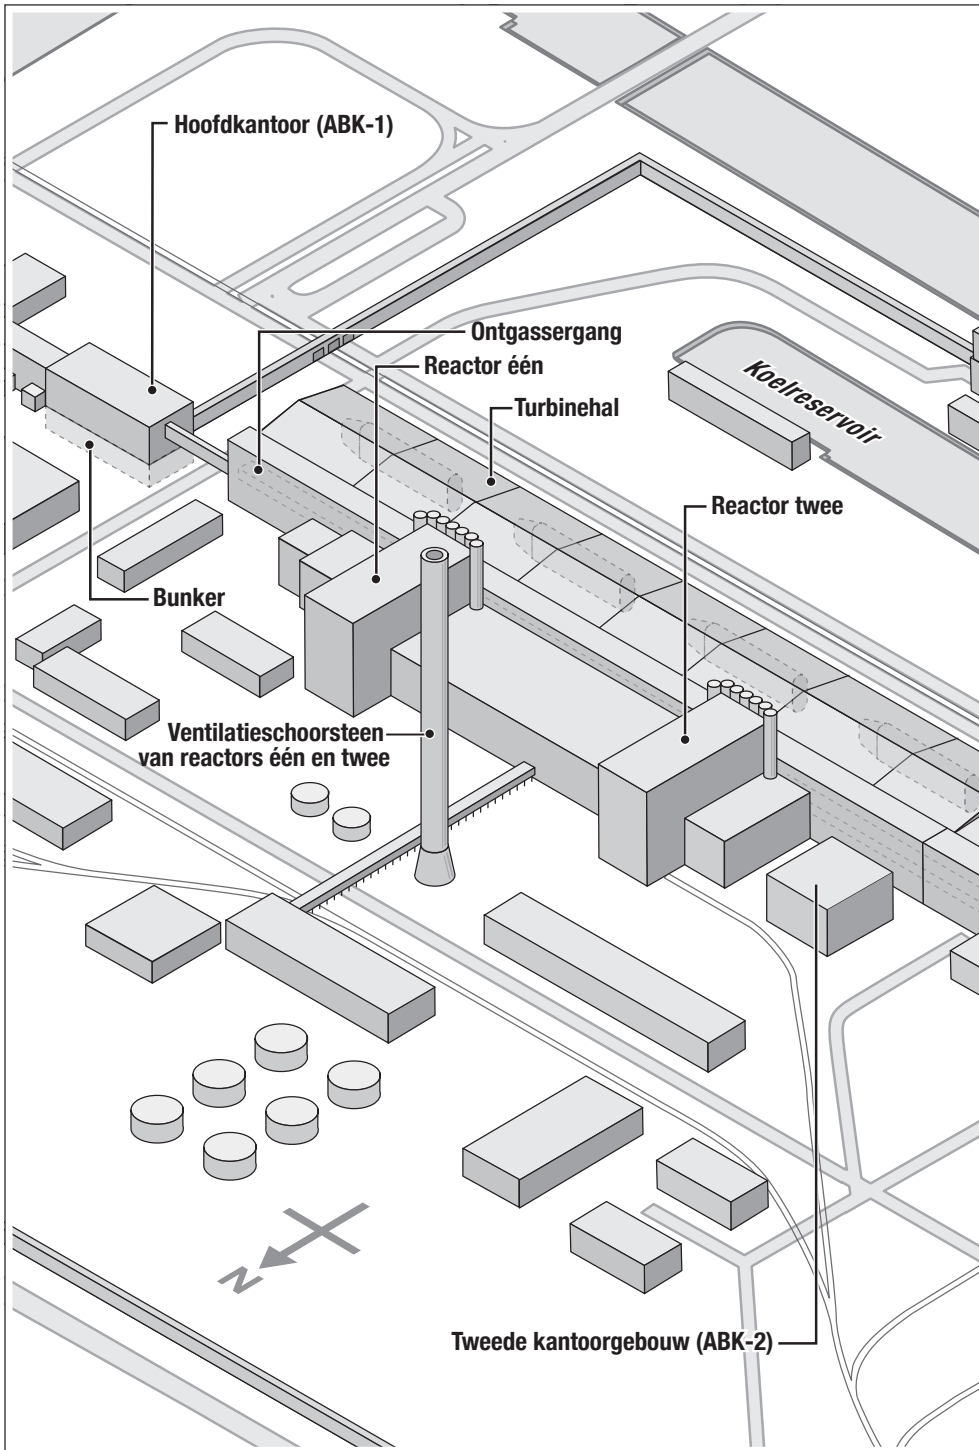 Hoofdkantoor (ABK-1)
Ontgassergang
Reactor één
Turbinehal
Koelreservoir
Reactor twee
Bunker
Ventilatieschoorsteen
van reactors één en twee
N
Tweede kantoorgebouw (ABK-2)